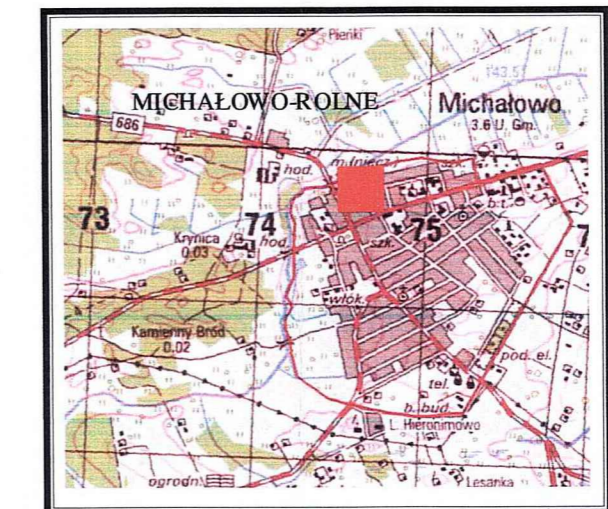 Pieńki
143.5
MICHAŁOWO-ROLNE
Michałowo
3.6 U. Gm.
686
m. (niecz.)
szk.
hod.
b.t.
73
74
75
7
Krynica
0.03
hod.
szk.
włók.
Kamienny Bród
0.02
pod. el.
tel.
b. bud.
L. Hieronimowo
ogrodn.
Lesanka